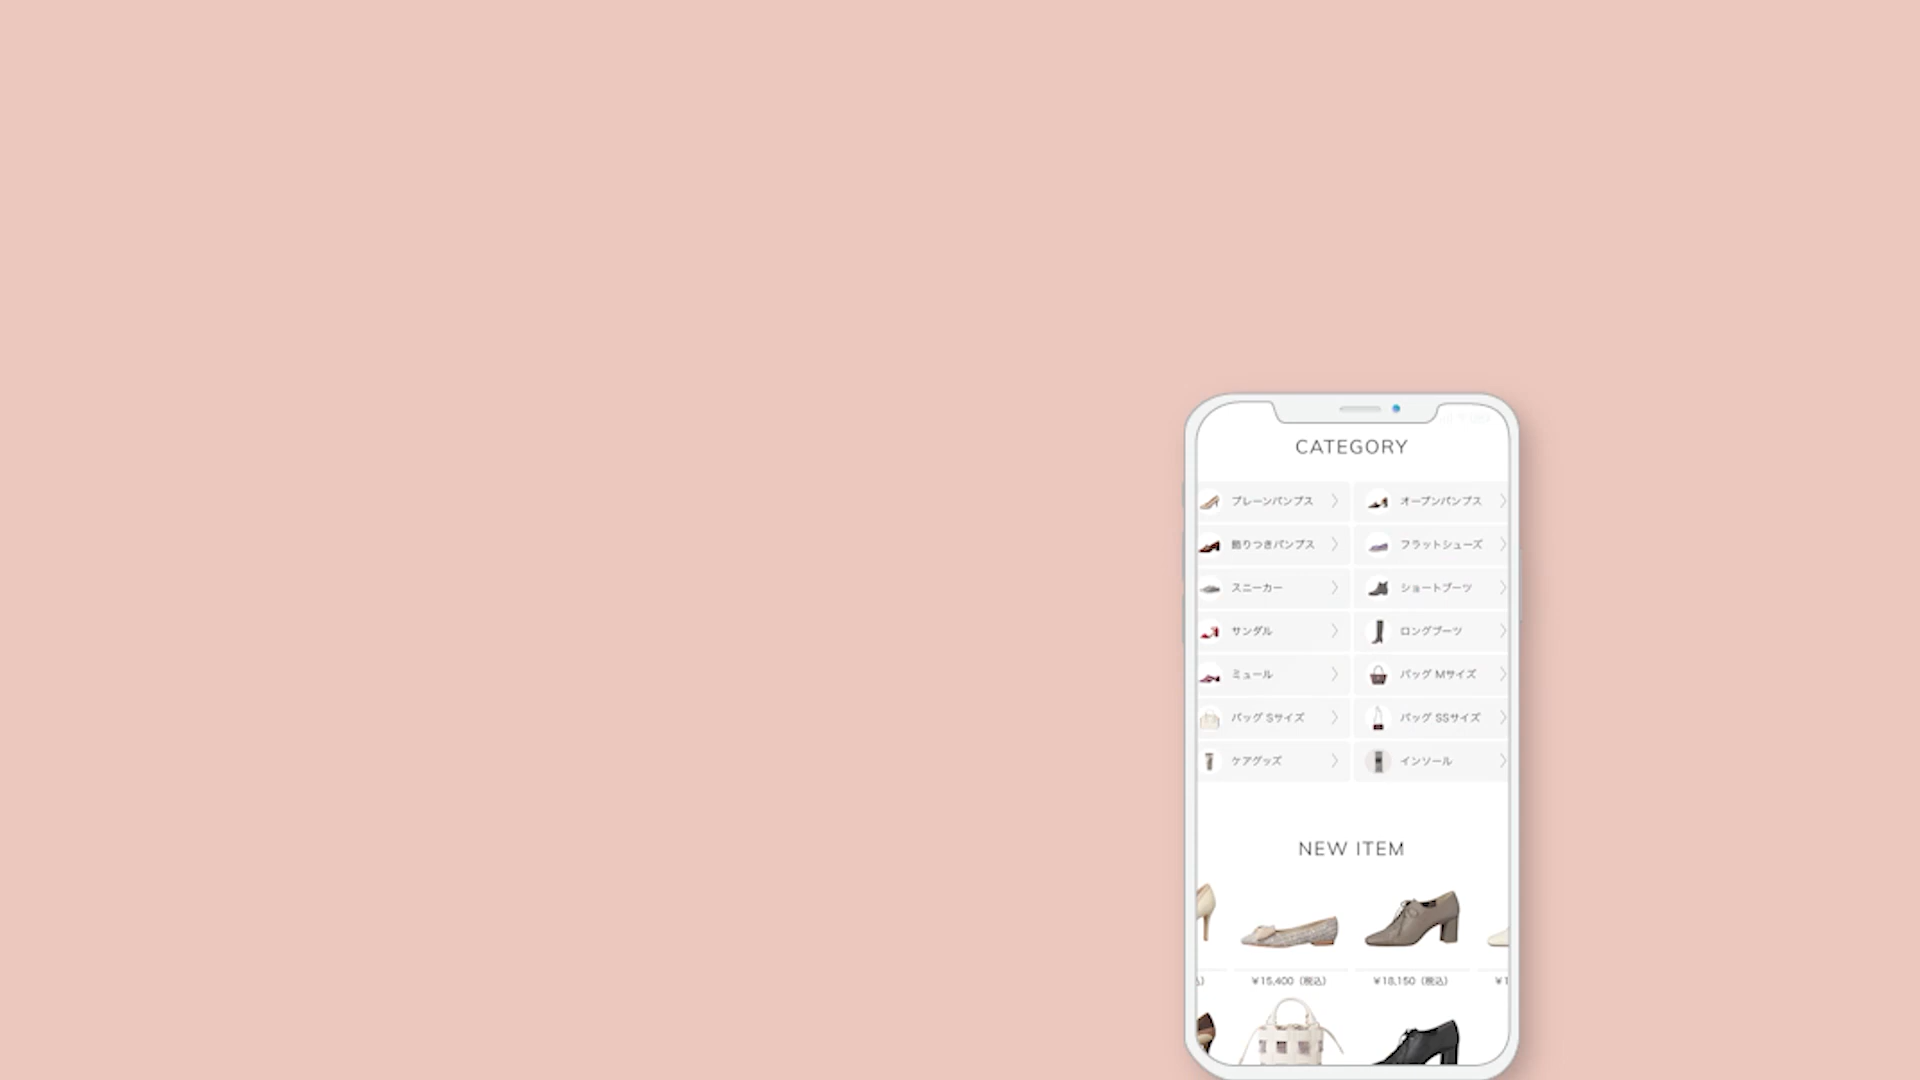 CATEGORY
プレーンパンプス
オープンパンプス
飾りつきパンプス
フラットシューズ
スニーカー
ショートブーツ
サンダル
ロングブーツ
ミュール
バッグ Mサイズ
バッグ Sサイズ
バッグ SSサイズ
ケアグッズ
インソール
NEW ITEM
¥15,400（税込）
¥18,150（税込）